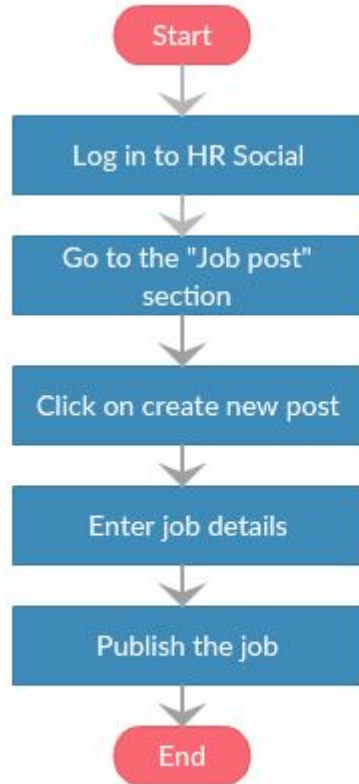 Start
Log in to HR Social
Go to the "Job post"
section
Click on create new post
Enter job details
Publish the job
End